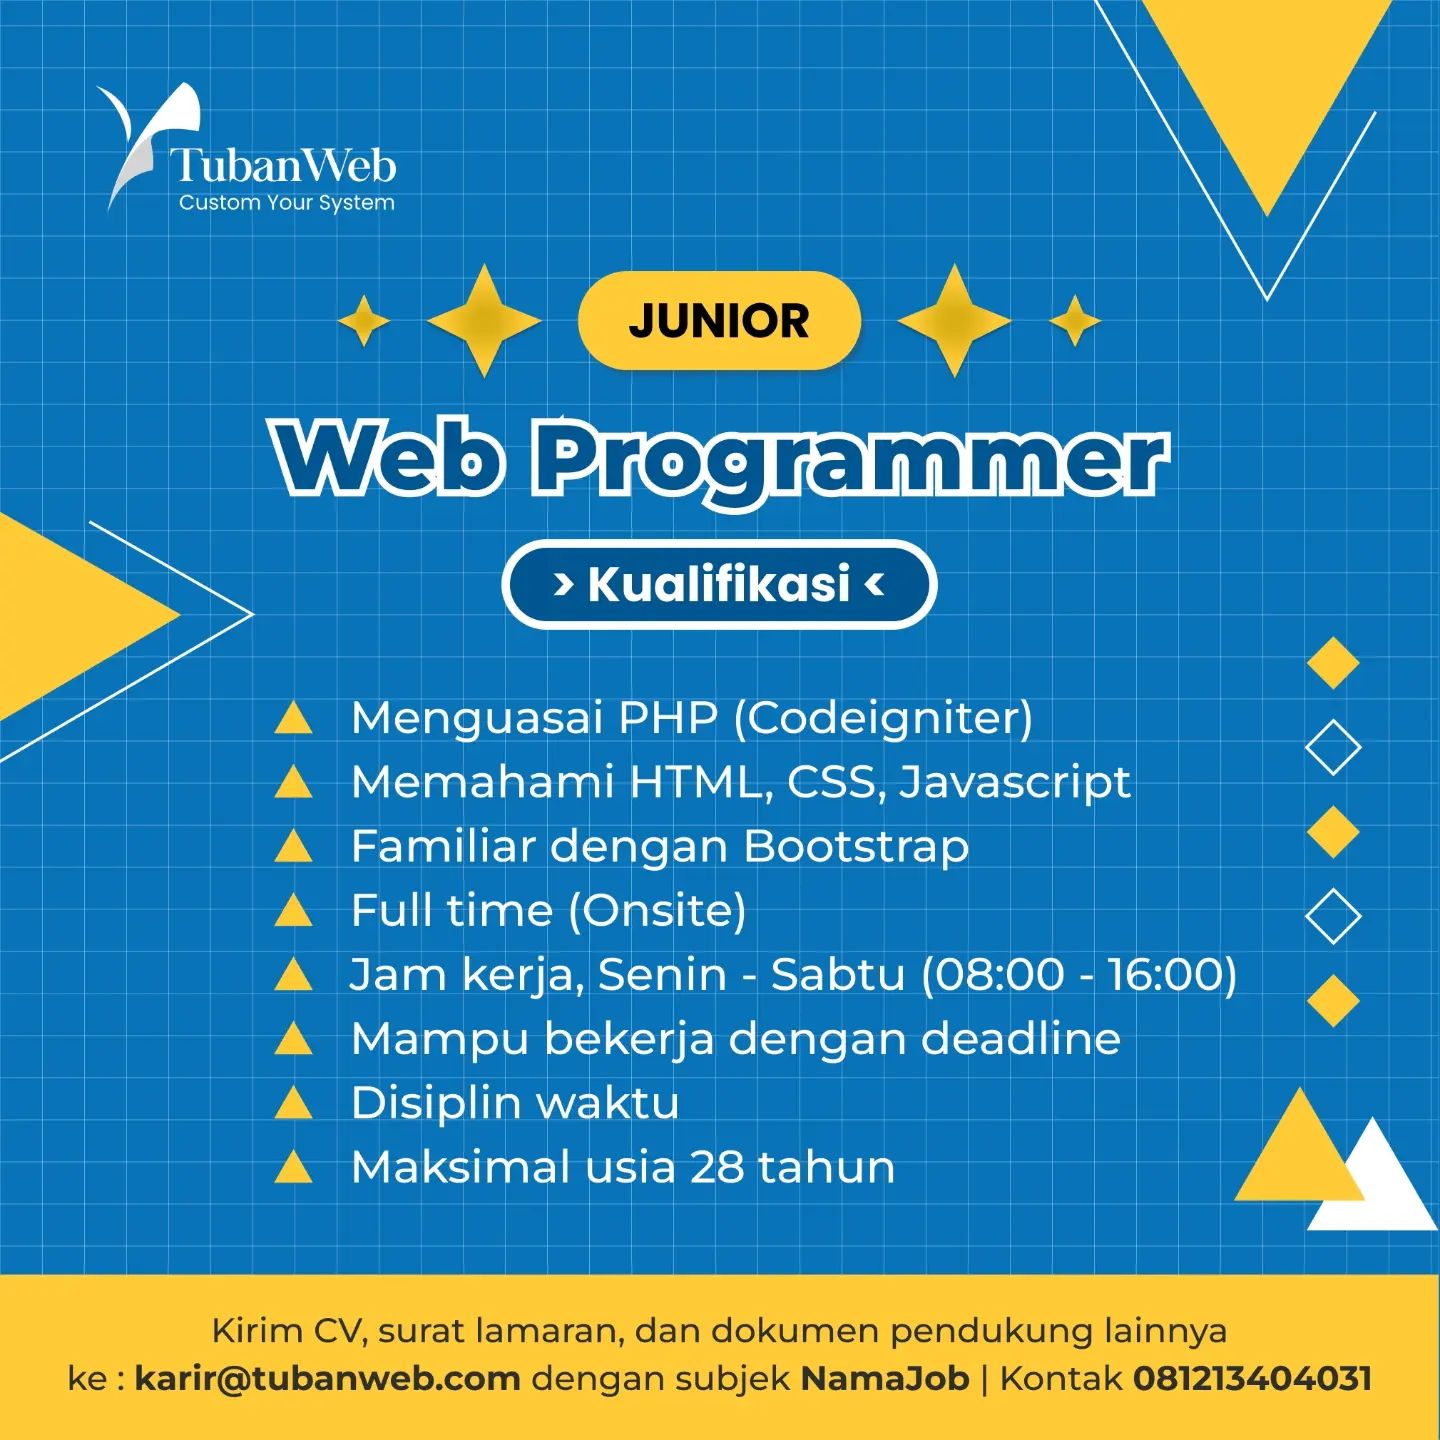 TubanWeb
Custom Your System
JUNIOR
Web Programmer
> Kualifikasi <
Menguasai PHP (Codeigniter)
Memahami HTML, CSS, Javascript
Familiar dengan Bootstrap
Full time (Onsite)
Jam kerja, Senin - Sabtu (08:00 - 16:00)
Mampu bekerja dengan deadline
Disiplin waktu
Maksimal usia 28 tahun
Kirim CV, surat lamaran, dan dokumen pendukung lainnya
ke : karir@tubanweb.com dengan subjek NamaJob | Kontak 081213404031